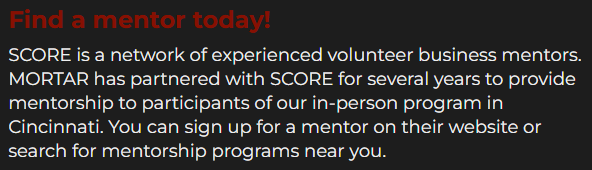 Find a mentor today!
SCORE is a network of experienced volunteer business mentors.
MORTAR has partnered with SCORE for several years to provide
mentorship to participants of our in-person program in
Cincinnati. You can sign up for a mentor on their website or
search for mentorship programs near you.